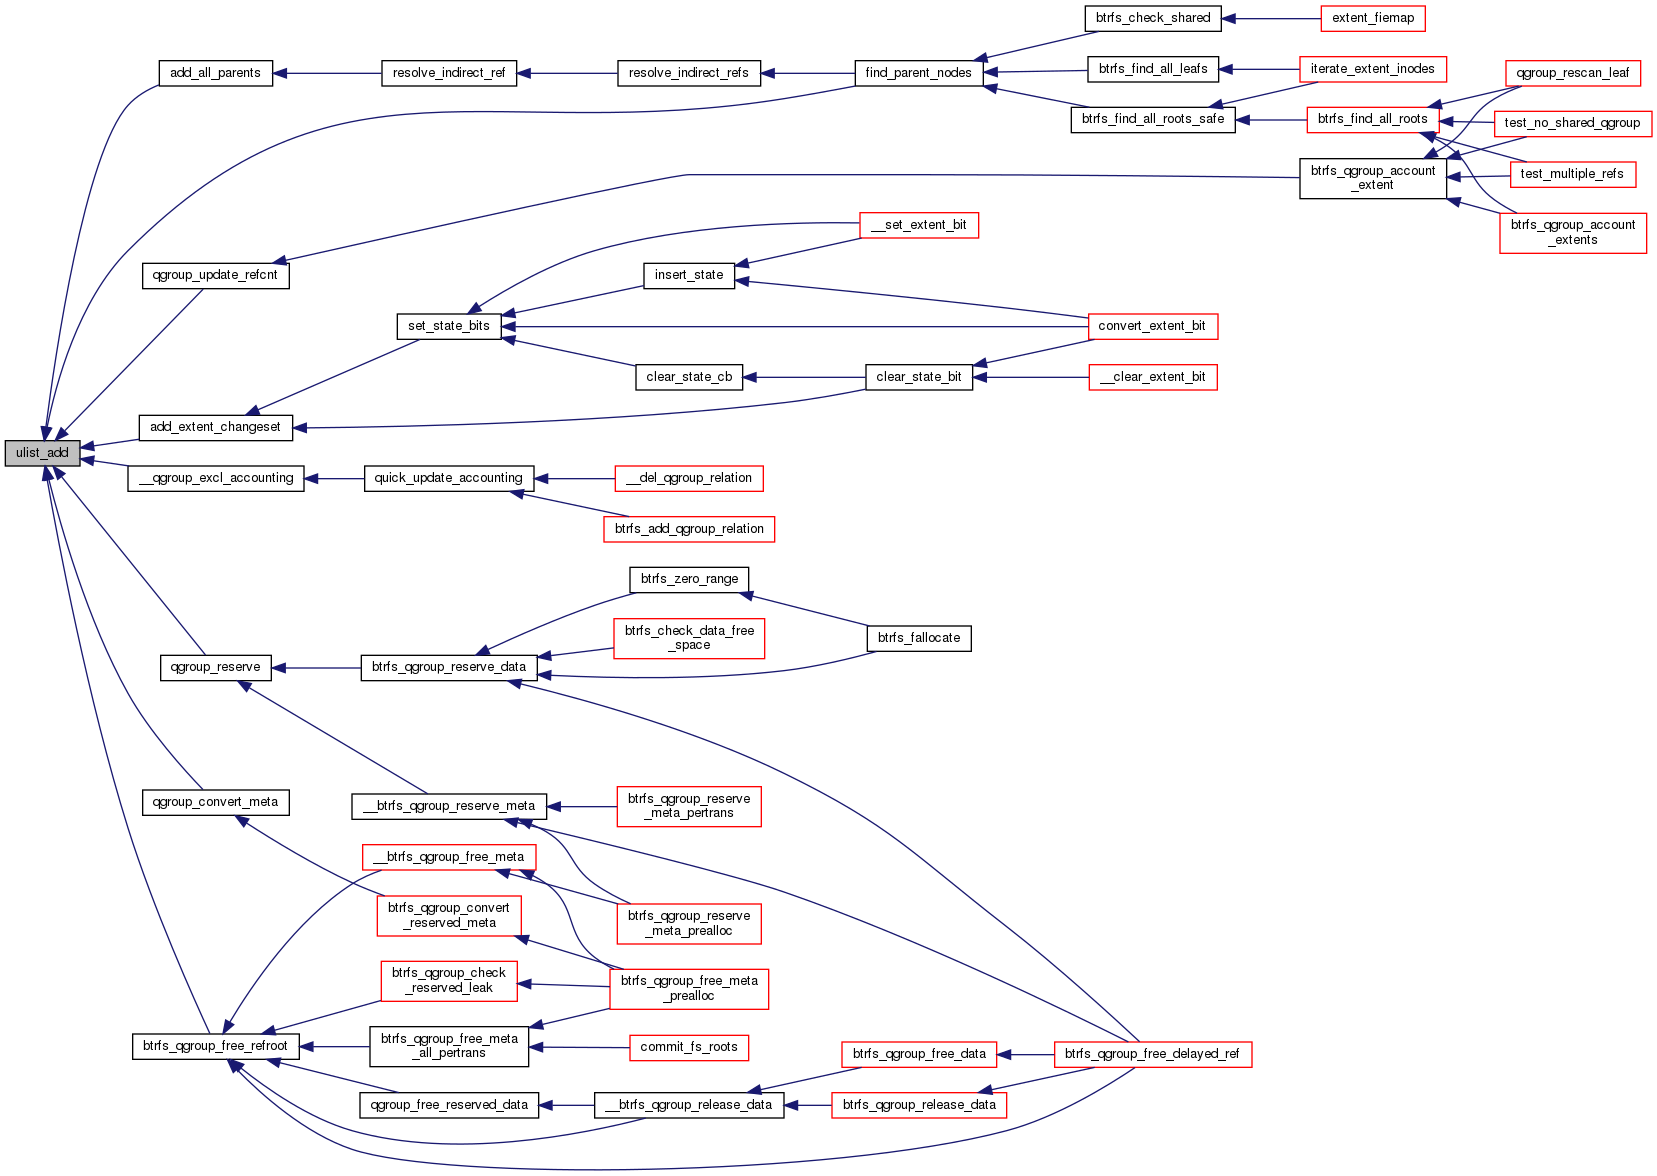 btrfs_check_shared
extent_fiemap
add_all_parents
resolve_indirect_ref
resolve_indirect_refs
find_parent_nodes
btrfs_find_all_leafs
iterate_extent_inodes
qgroup_rescan_leaf
btrfs_find_all_roots_safe
btrfs_find_all_roots
test_no_shared_qgroup
btrfs_qgroup_account
_extent
test_multiple_refs
btrfs_qgroup_account
_extents
__set_extent_bit
qgroup_update_refcnt
insert_state
set_state_bits
convert_extent_bit
clear_state_cb
clear_state_bit
__clear_extent_bit
add_extent_changeset
ulist_add
__qgroup_excl_accounting
quick_update_accounting
__del_qgroup_relation
btrfs_add_qgroup_relation
btrfs_zero_range
btrfs_check_data_free
_space
btrfs_fallocate
qgroup_reserve
btrfs_qgroup_reserve_data
qgroup_convert_meta
__btrfs_qgroup_reserve_meta
btrfs_qgroup_reserve
_meta_pertrans
__btrfs_qgroup_free_meta
btrfs_qgroup_convert
_reserved_meta
btrfs_qgroup_reserve
_meta_prealloc
btrfs_qgroup_check
_reserved_leak
btrfs_qgroup_free_meta
_prealloc
btrfs_qgroup_free_refroot
btrfs_qgroup_free_meta
_all_pertrans
commit_fs_roots
btrfs_qgroup_free_data
btrfs_qgroup_free_delayed_ref
qgroup_free_reserved_data
__btrfs_qgroup_release_data
btrfs_qgroup_release_data